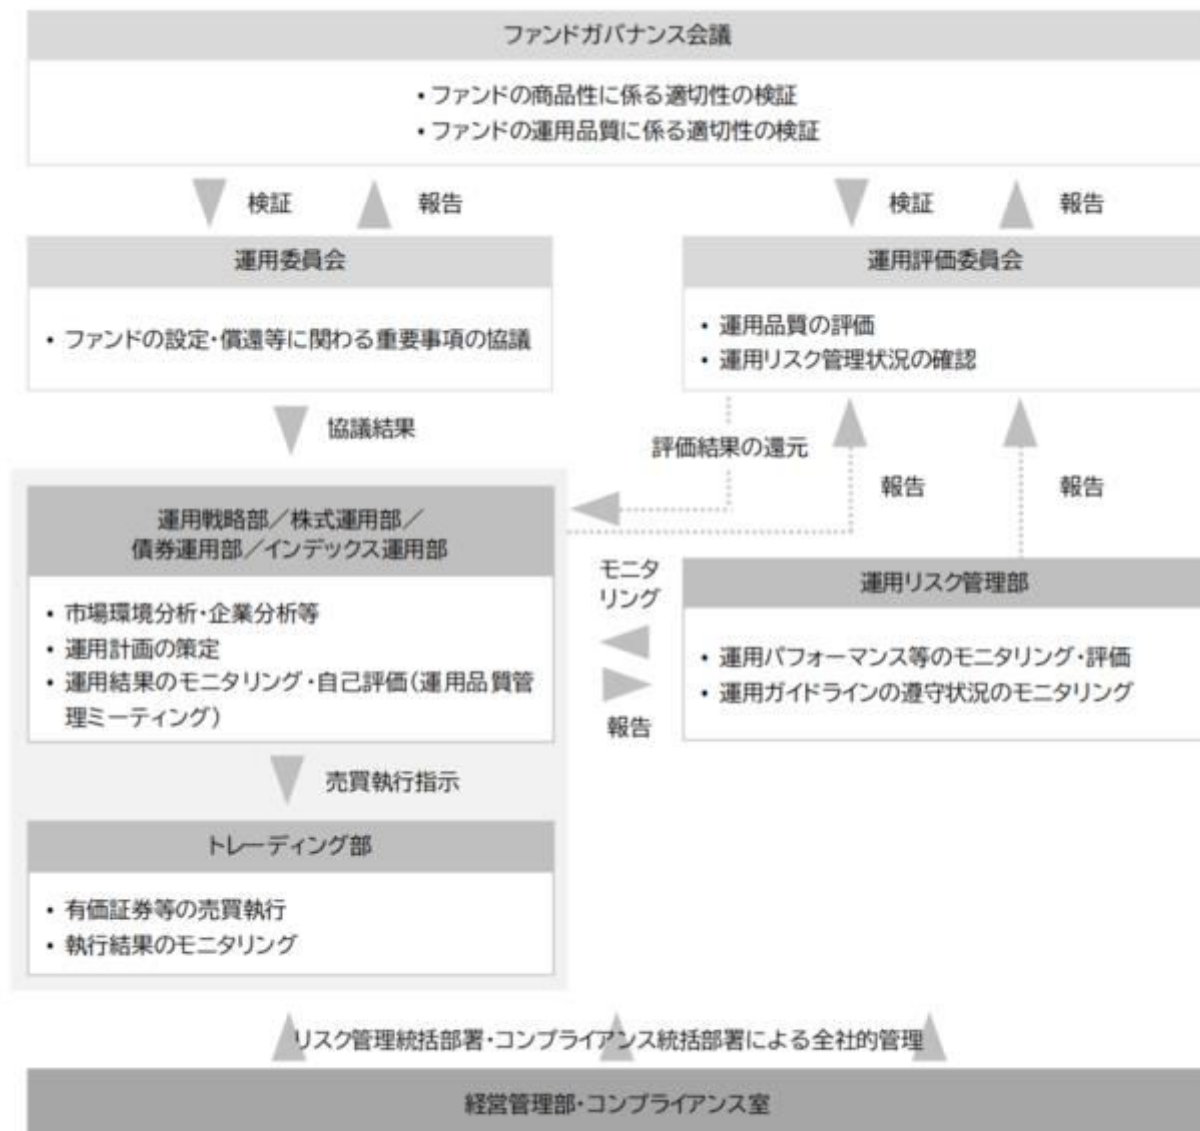 ファンドガバナンス会議
・ファンドの商品性に係る適切性の検証
・ファンドの運用品質に係る適切性の検証
検証
報告
検証
報告
運用委員会
・ファンドの設定・償還等に関わる重要事項の協議
運用評価委員会
・運用品質の評価
・運用リスク管理状況の確認
協議結果
評価結果の還元
報告
報告
運用戦略部／株式運用部／
債券運用部／インデックス運用部
・市場環境分析・企業分析等
・運用計画の策定
・運用結果のモニタリング・自己評価（運用品質管
理ミーティング）
モニタ
リング
報告
運用リスク管理部
・運用パフォーマンス等のモニタリング・評価
・運用ガイドラインの遵守状況のモニタリング
売買執行指示
トレーディング部
・有価証券等の売買執行
・執行結果のモニタリング
リスク管理統括部署・コンプライアンス統括部署による全社的管理
経営管理部・コンプライアンス室